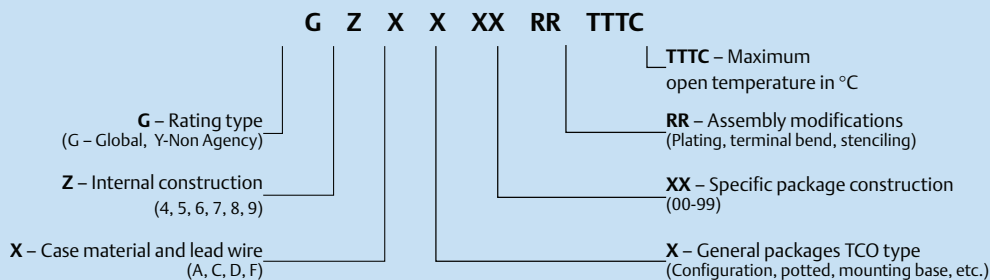 G Z X X XX RR TTTC
TTTC – Maximum
open temperature in °C
G – Rating type
(G – Global, Y-Non Agency)
RR – Assembly modifications
(Plating, terminal bend, stenciling)
Z – Internal construction
(4, 5, 6, 7, 8, 9)
XX – Specific package construction
(00-99)
X – Case material and lead wire
(A, C, D, F)
X – General packages TCO type
(Configuration, potted, mounting base, etc.)